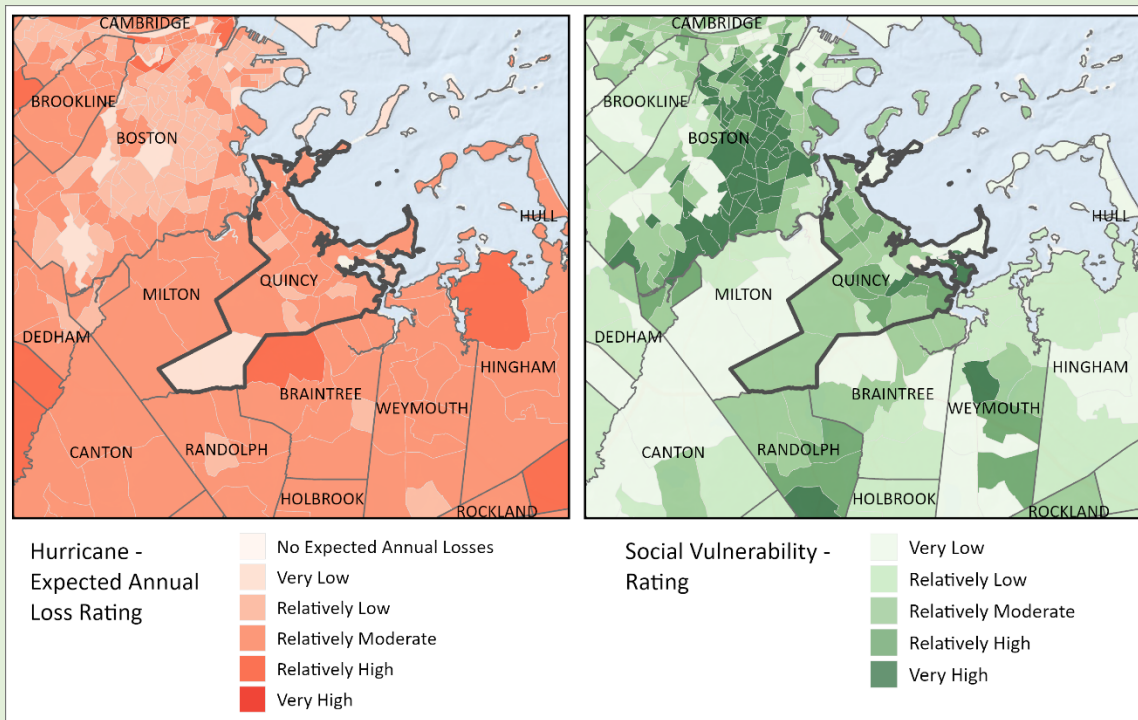 CAMBRIDGE
BROOKLINE
BOSTON
HULL
MILTON
QUINCY
DEDHAM
HINGHAM
BRAINTREE
WEYMOUTH
CANTON
RANDOLPH
HOLBROOK
ROCKLAND
Hurricane -
Expected Annual
Loss Rating
No Expected Annual Losses
Very Low
Relatively Low
Relatively Moderate
Relatively High
Very High
CAMBRIDGE
BROOKLINE
BOSTON
HULL
MILTON
QUINCY
DEDHAM
HINGHAM
BRAINTREE
WEYMOUTH
CANTON
RANDOLPH
HOLBROOK
ROCKLAND
Social Vulnerability -
Rating
Very Low
Relatively Low
Relatively Moderate
Relatively High
Very High